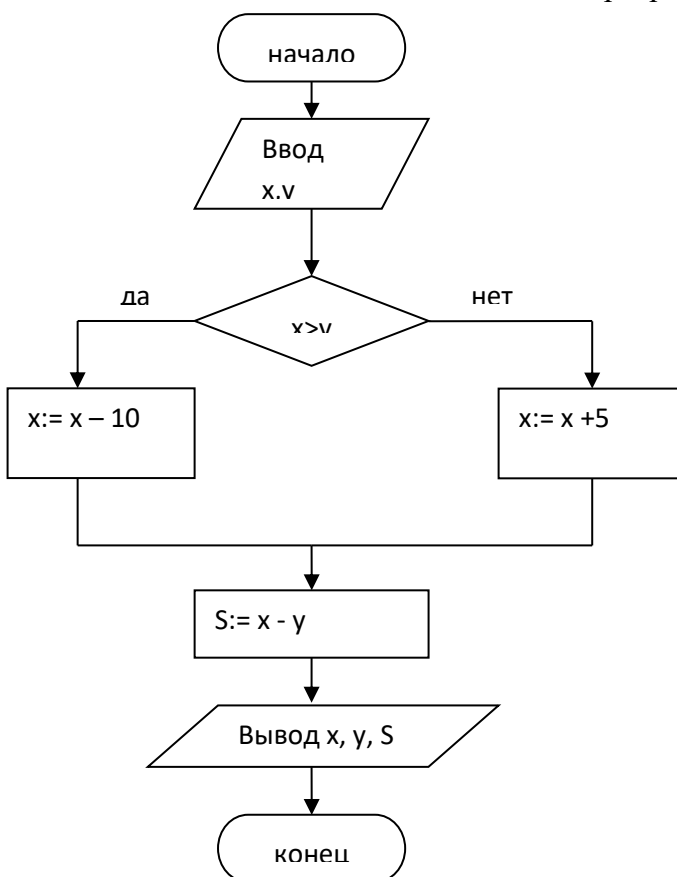 начало
Ввод
x.y
да
x>y
нет
x:= x – 10
x:= x +5
S:= x - y
Вывод x, y, S
конец